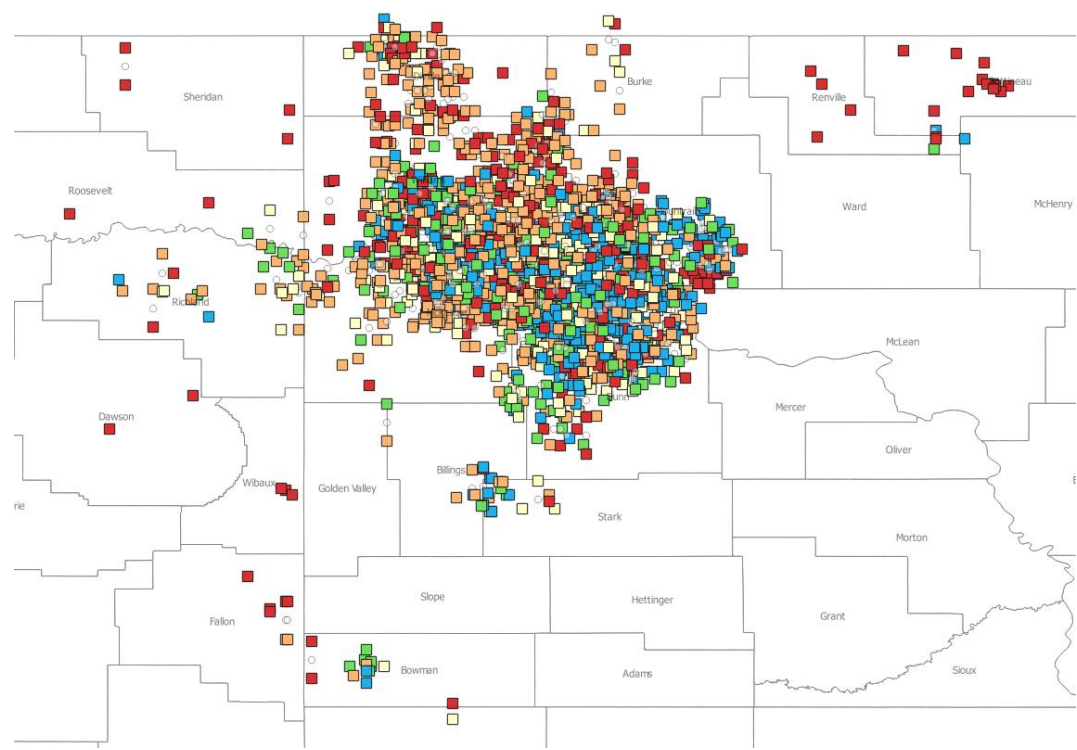 Burke
Sheridan
Renville
Roosevelt
Ward
McHenry
Richland
McLean
Dawson
Mercer
Oliver
Wibaux
Golden Valley
Billings
Stark
rie
Morton
Slope
Hettinger
Grant
Fallon
Bowman
Adams
Sioux